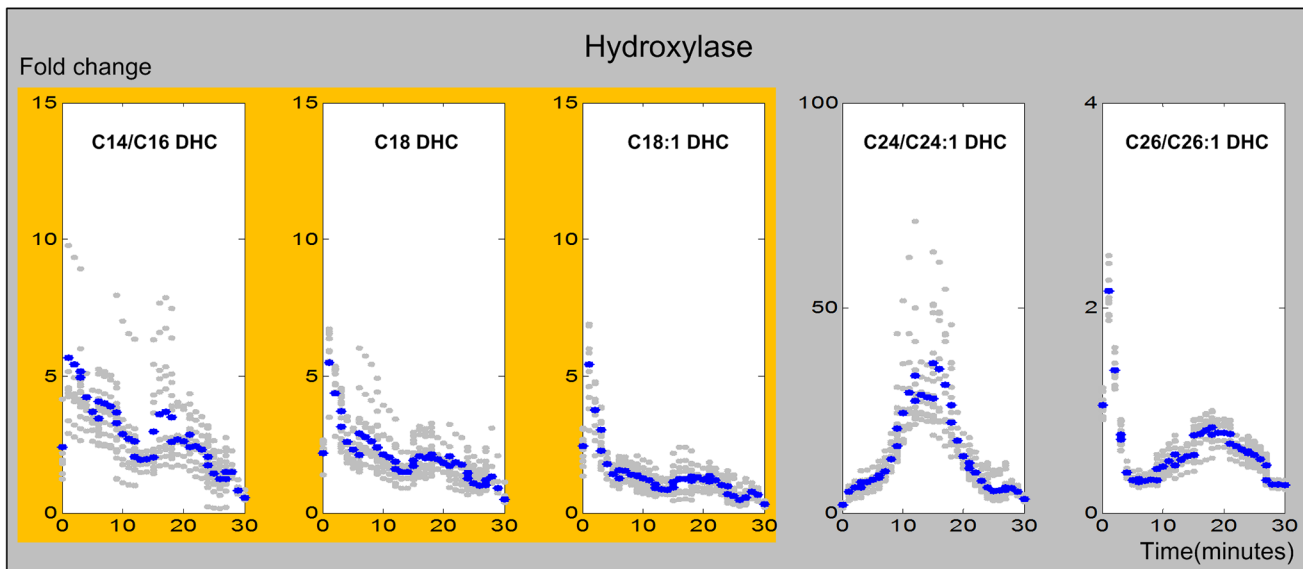 Hydroxylase
Fold change
15 15 15 100 4
C14/C16 DHC C18 DHC C18:1 DHC C24/C24:1 DHC C26/C26:1 DHC
10 10 10
50 2
5 5 5
0 0 0 0 0
0 10 20 30 0 10 20 30 0 10 20 30 0 10 20 30 0 10 20 30
Time(minutes)